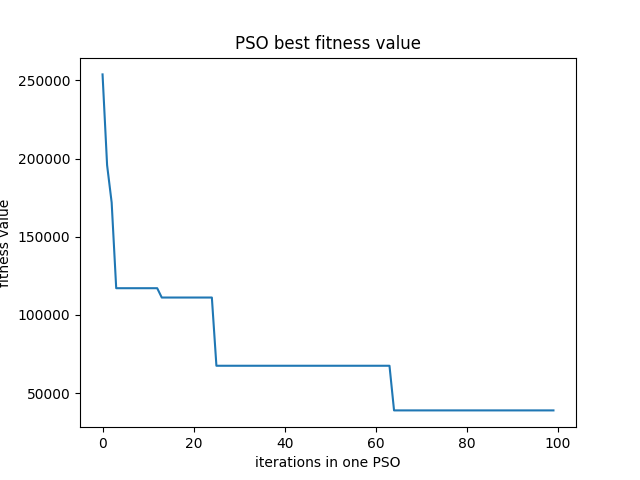 PSO best fitness value
250000
200000
150000
100000
50000
fitness value
0 20 40 60 80 100
iterations in one PSO